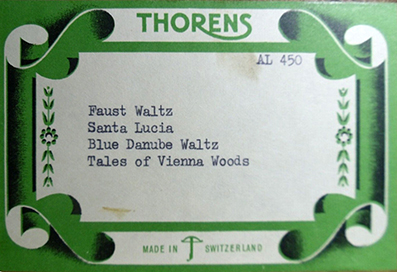 THORENS
AL 450
Faust Waltz
Santa Lucia
Blue Danube Waltz
Tales of Vienna Woods
MADE IN SWITZERLAND